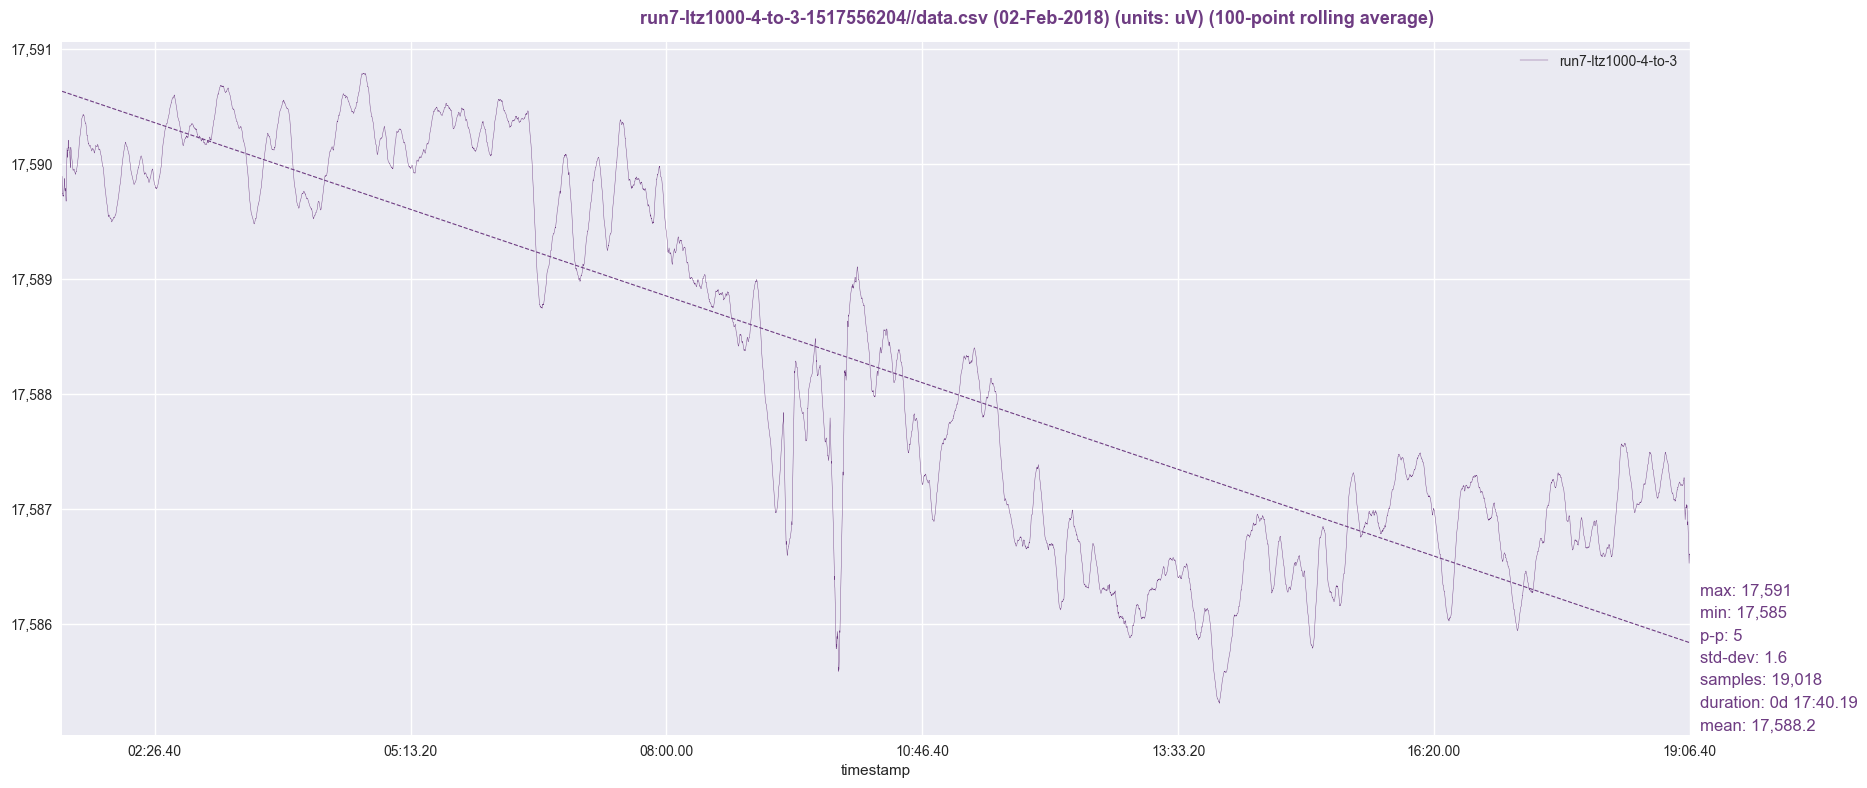 run7-ltz1000-4-to-3-1517556204//data.csv (02-Feb-2018) (units: uV) (100-point rolling average)
run7-ltz1000-4-to-3
17,591
17,590
17,589
17,588
17,587
17,586
max: 17,591
min: 17,585
p-p: 5
std-dev: 1.6
samples: 19,018
duration: 0d 17:40.19
mean: 17,588.2
02:26.40 05:13.20 08:00.00 10:46.40 13:33.20 16:20.00 19:06.40
timestamp